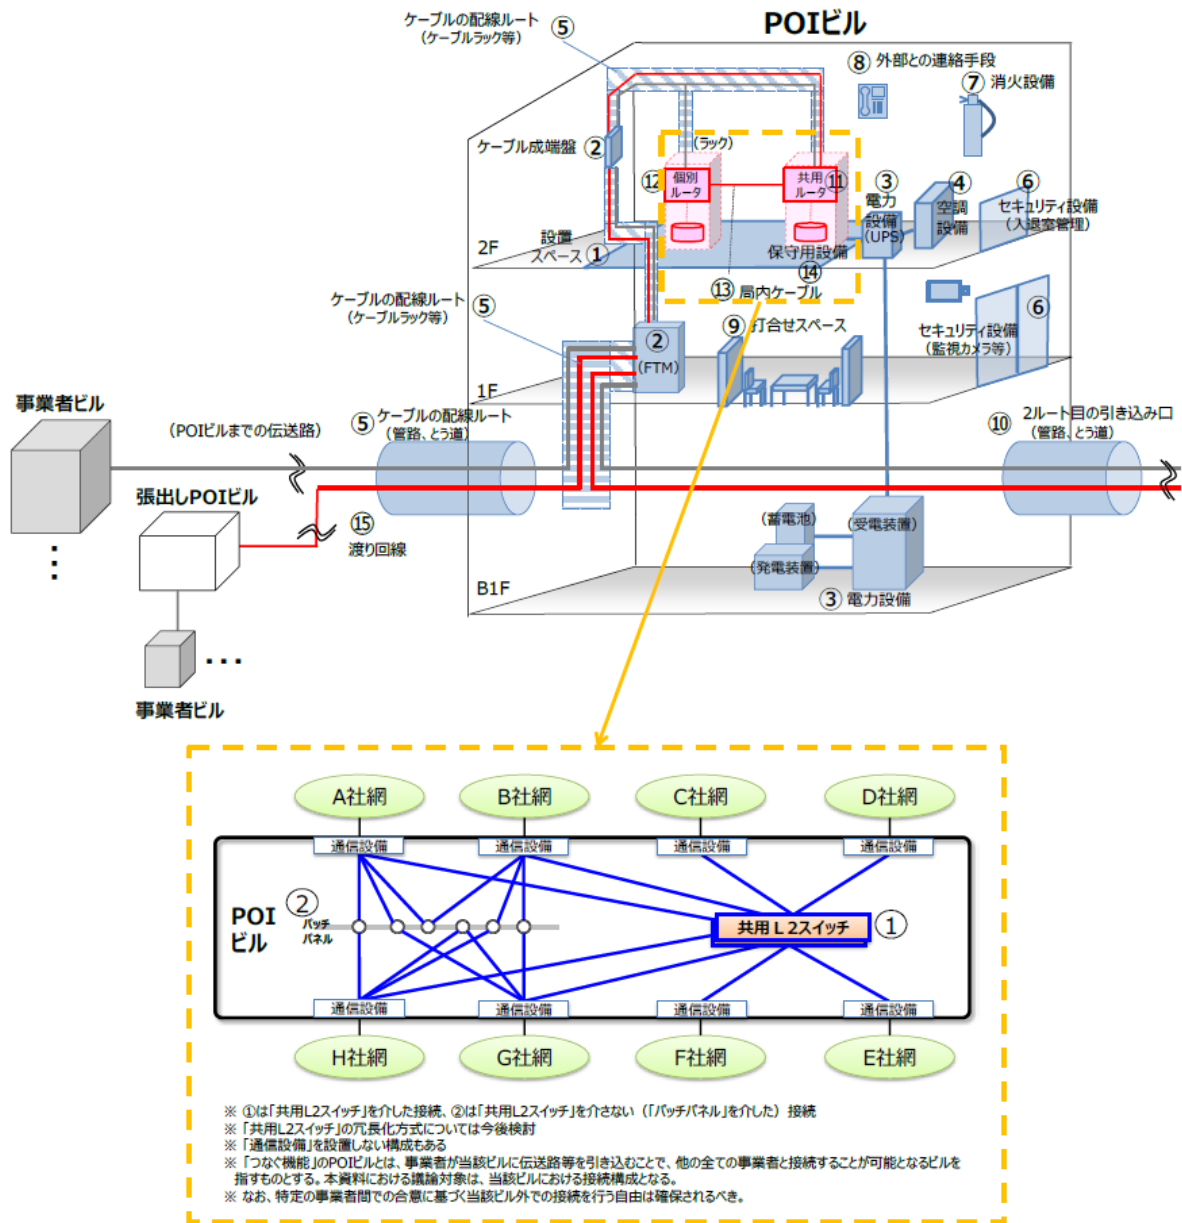 POIビル
ケーブルの配線ルート
(ケーブルラック等)
⑤
⑧ 外部との連絡手段
⑦ 消火設備
ケーブル成端盤 ②
(ラック)
⑫
個別
ルータ
共用
ルータ
⑪
③
電力
設備
(UPS)
④
空調
設備
⑥
セキュリティ設備
(入退室管理)
2F
設置
スペース ①
保守用設備
⑭
⑬ 局内ケーブル
ケーブルの配線ルート
(ケーブルラック等)
⑤
②
(FTM)
⑨ 打合せスペース
セキュリティ設備
(監視カメラ等)
⑥
1F
事業者ビル
(POIビルまでの伝送路)
⑤ ケーブルの配線ルート
(管路、とう道)
⑩ 2ルート目の引き込み口
(管路、とう道)
張出しPOIビル
⑮
渡り回線
(蓄電池)
(受電装置)
(発電装置)
B1F
③ 電力設備
事業者ビル
A社網
B社網
C社網
D社網
通信設備
通信設備
通信設備
通信設備
POI
ビル
②
パッチ
パネル
共用L2スイッチ
①
通信設備
通信設備
通信設備
通信設備
H社網
G社網
F社網
E社網
※ ①は「共用L2スイッチ」を介した接続、②は「共用L2スイッチ」を介さない（「パッチパネル」を介した）接続
※ 「共用L2スイッチ」の冗長化方式については今後検討
※ 「通信設備」を設置しない構成もある
※ 「つなぐ機能」のPOIビルとは、事業者が当該ビルに伝送路等を引き込むことで、他の全ての事業者と接続することが可能となるビルを
指すものとする。本資料における議論対象は、当該ビルにおける接続構成となる。
※ なお、特定の事業者間での合意に基づく当該ビル外での接続を行う自由は確保されるべき。